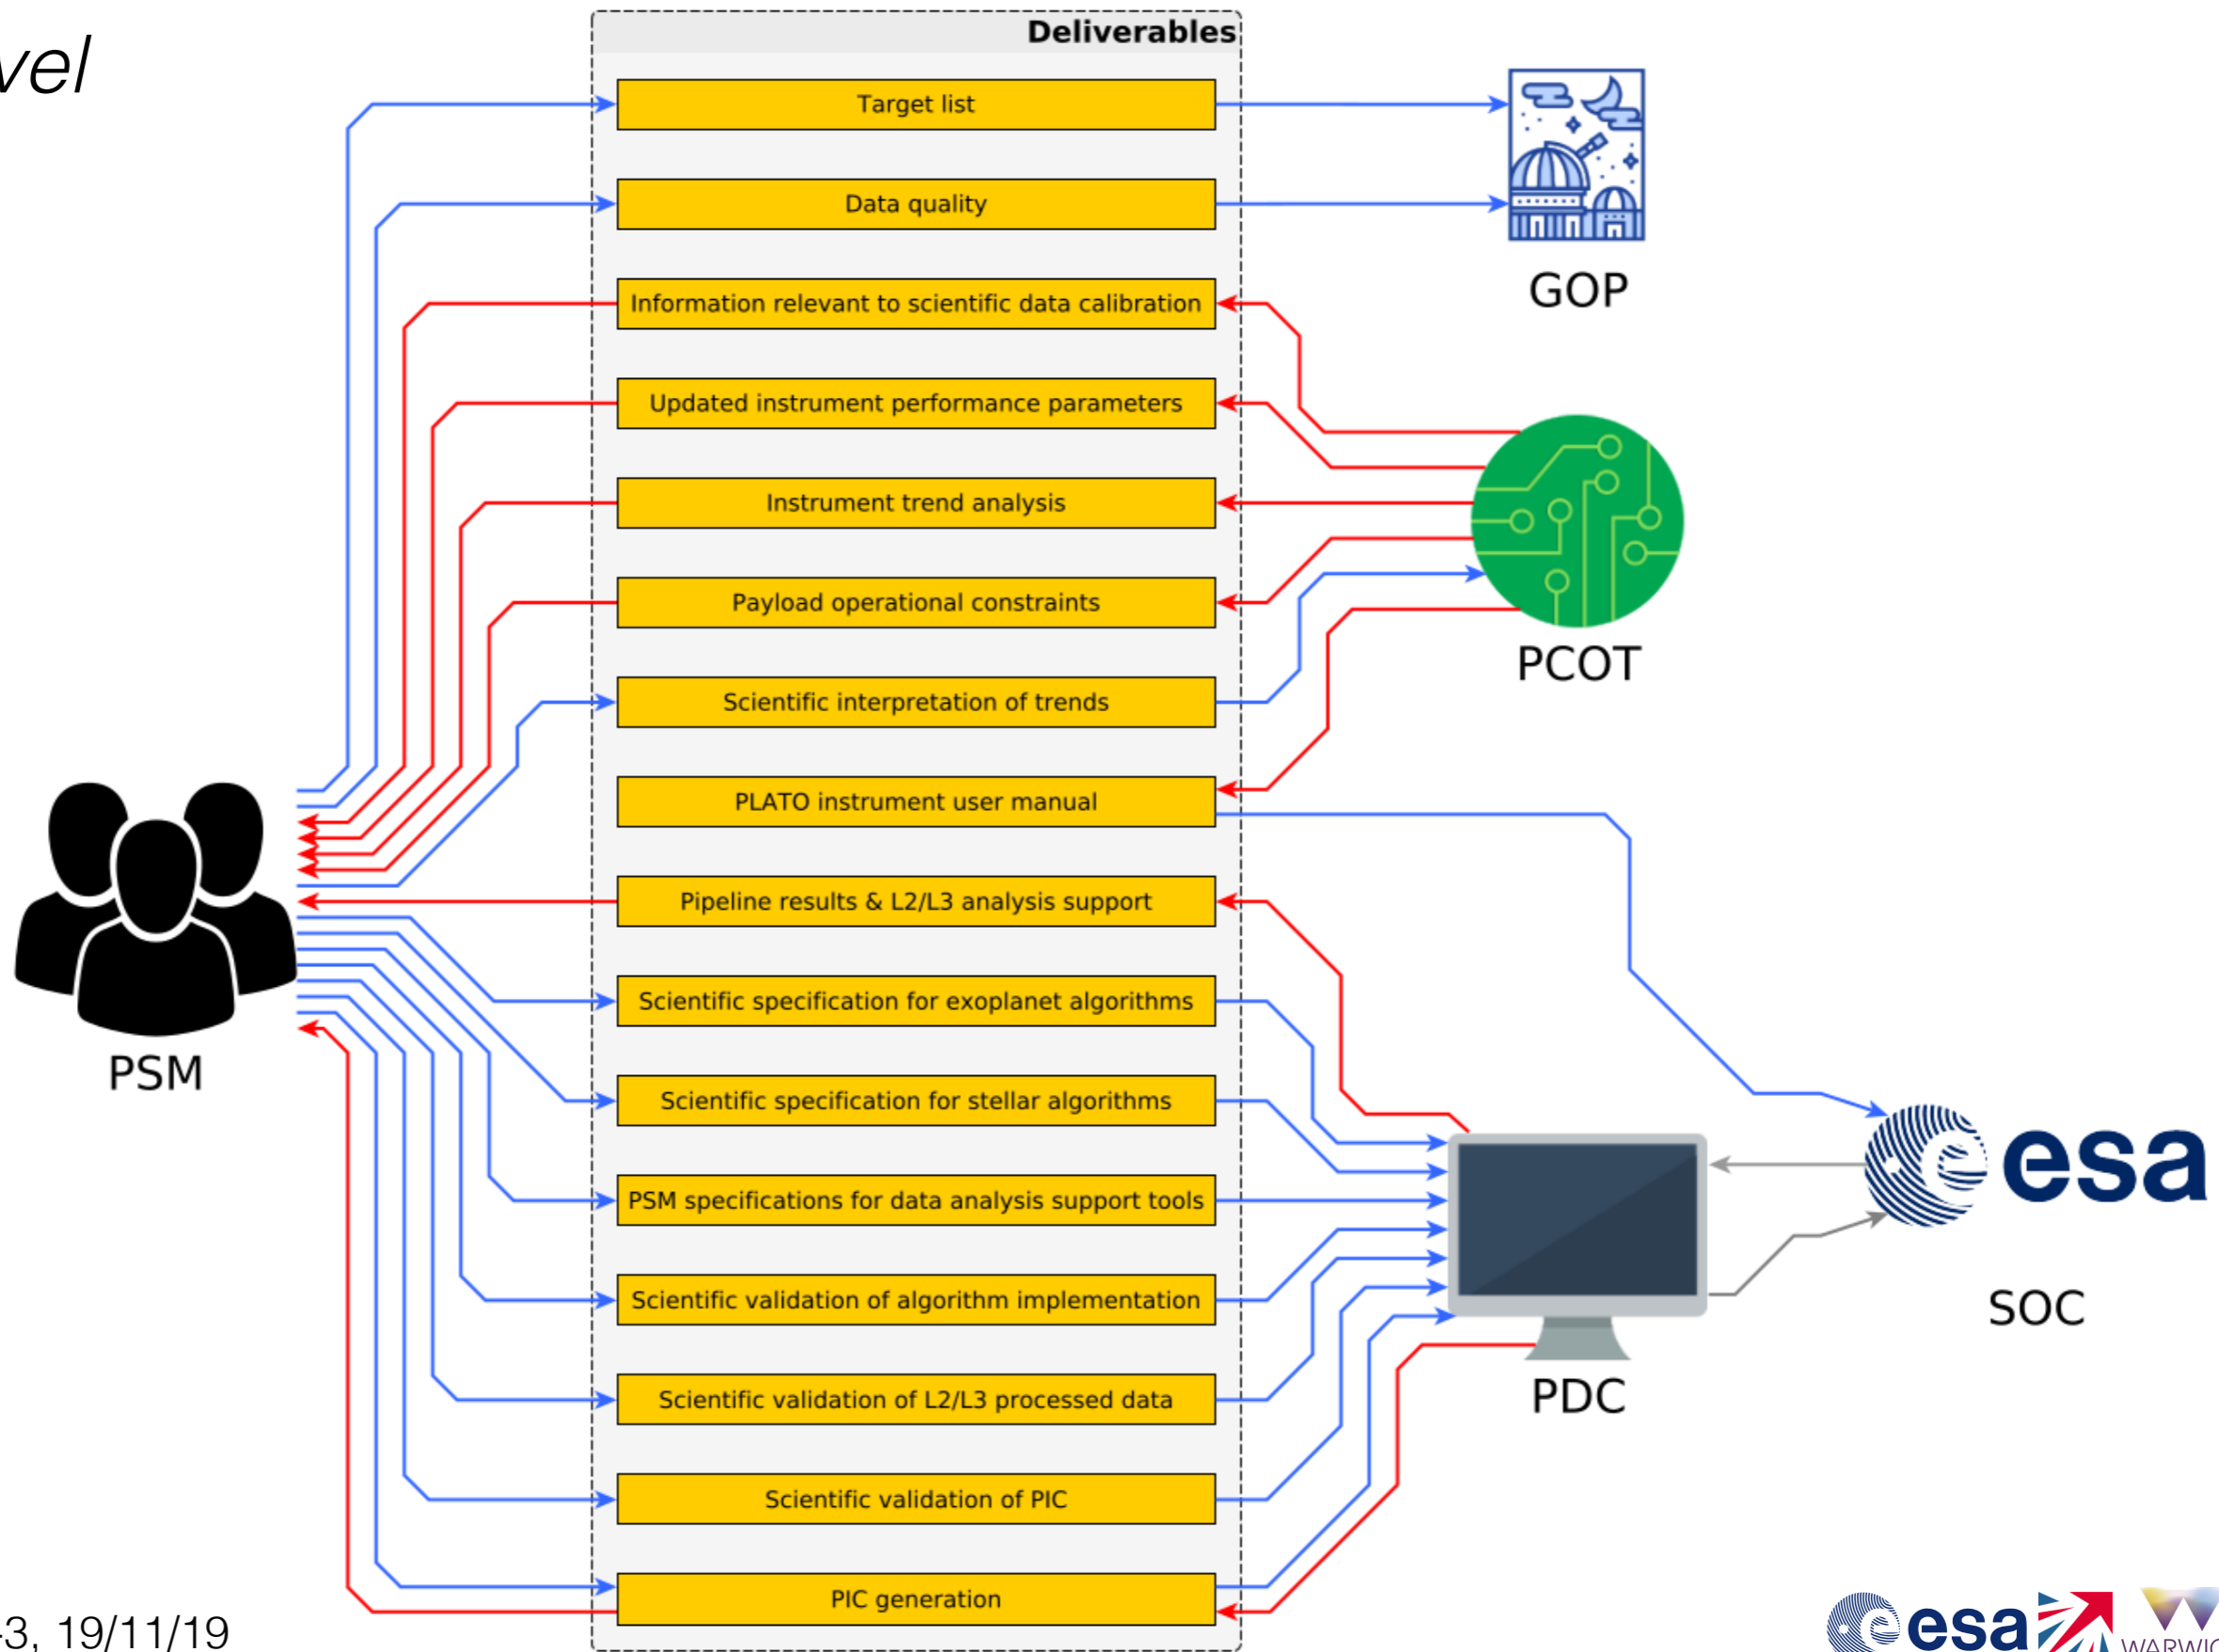 vel
Deliverables
Target list
Data quality
GOP
Information relevant to scientific data calibration
Updated instrument performance parameters
Instrument trend analysis
Payload operational constraints
PCOT
Scientific interpretation of trends
PLATO instrument user manual
Pipeline results & L2/L3 analysis support
Scientific specification for exoplanet algorithms
PSM
Scientific specification for stellar algorithms
esa
PSM specifications for data analysis support tools
Scientific validation of algorithm implementation
SOC
Scientific validation of L2/L3 processed data
PDC
Scientific validation of PIC
PIC generation
-3, 19/11/19
esa
WARWIC